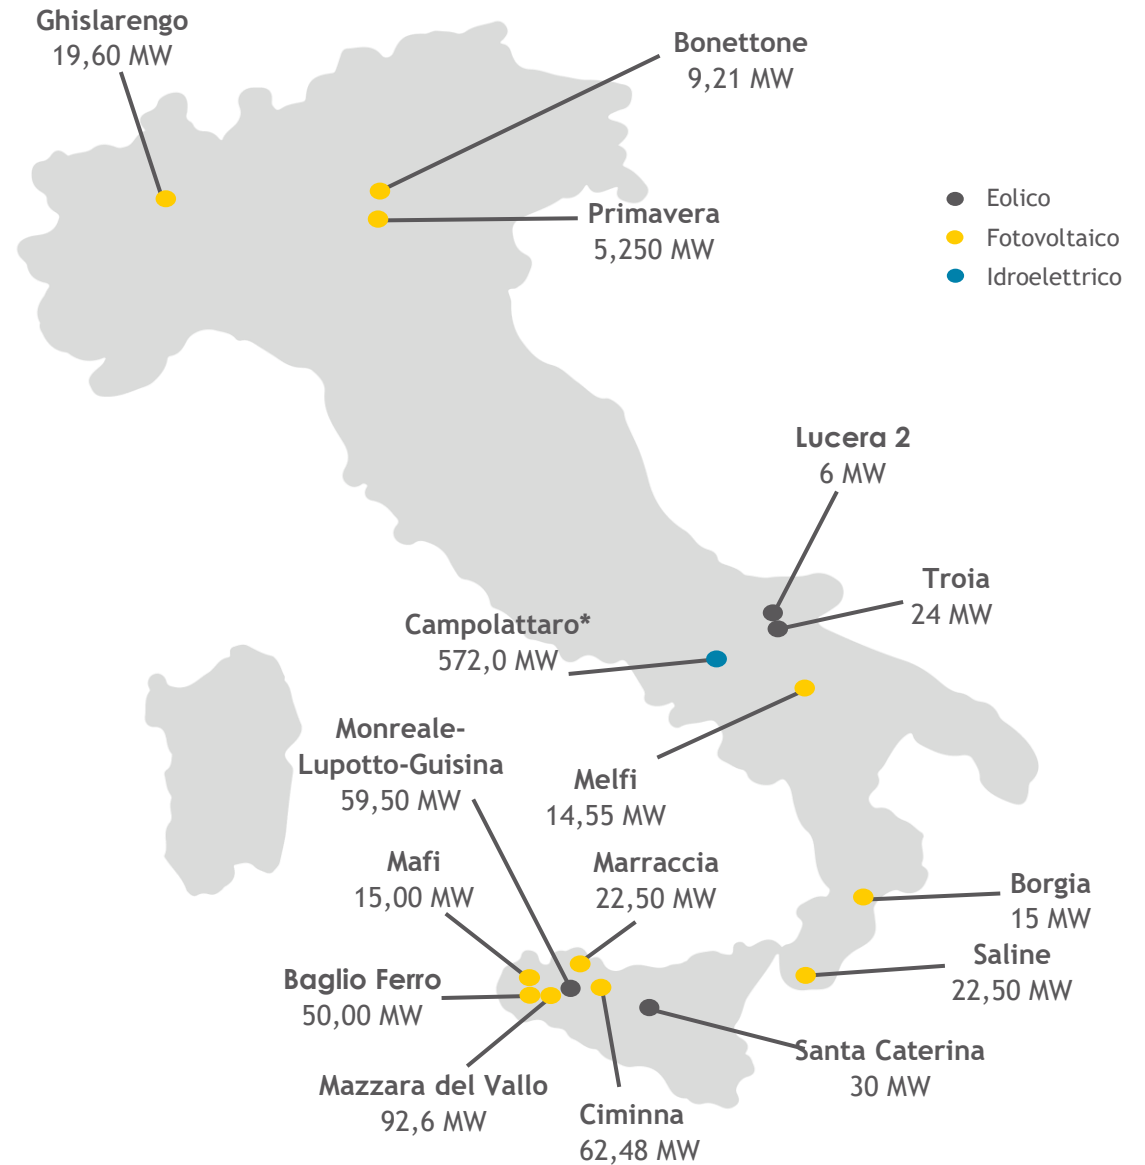 Ghislarengo
19,60 MW
Bonettone
9,21 MW
Primavera
5,250 MW
Eolico
Fotovoltaico
Idroelettrico
Lucera 2
6 MW
Troia
24 MW
Campolattaro*
572,0 MW
Monreale-
Lupotto-Guisina
59,50 MW
Melfi
14,55 MW
Mafi
15,00 MW
Marraccia
22,50 MW
Borgia
15 MW
Saline
22,50 MW
Baglio Ferro
50,00 MW
Santa Caterina
30 MW
Mazzara del Vallo
92,6 MW
Ciminna
62,48 MW